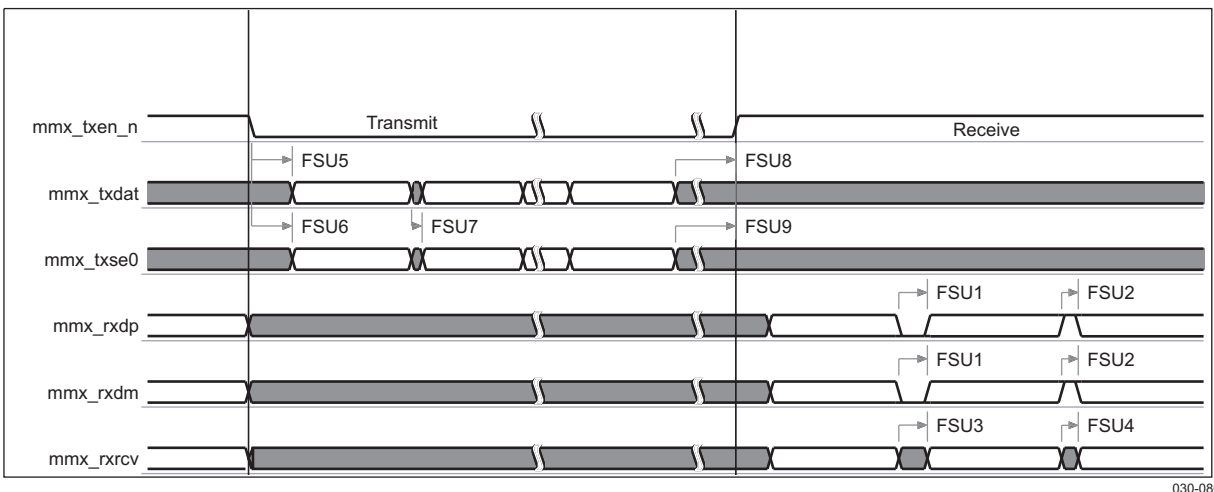 mmx_txen_n
Transmit
Receive
FSU5
FSU8
mmx_txdat
FSU6
FSU7
FSU9
mmx_txse0
FSU1
FSU2
mmx_rxdp
FSU1
FSU2
mmx_rxdm
FSU3
FSU4
mmx_rxrcv
030-08